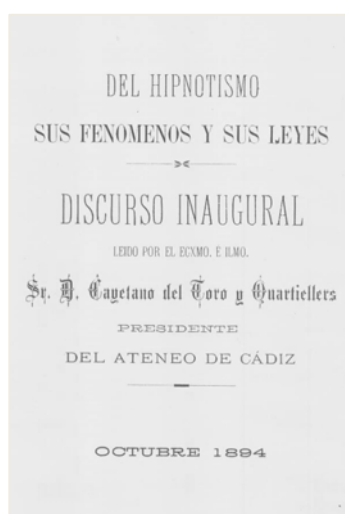 DEL HIPNOTISMO
SUS FENOMENOS Y SUS LEYES
DISCURSO INAUGURAL
LEIDO POR EL ECXMO. É ILMO.
Sr. D. Cayetano del Toro y Quartiellers
PRESIDENTE
DEL ATENEO DE CÁDIZ
OCTUBRE 1894